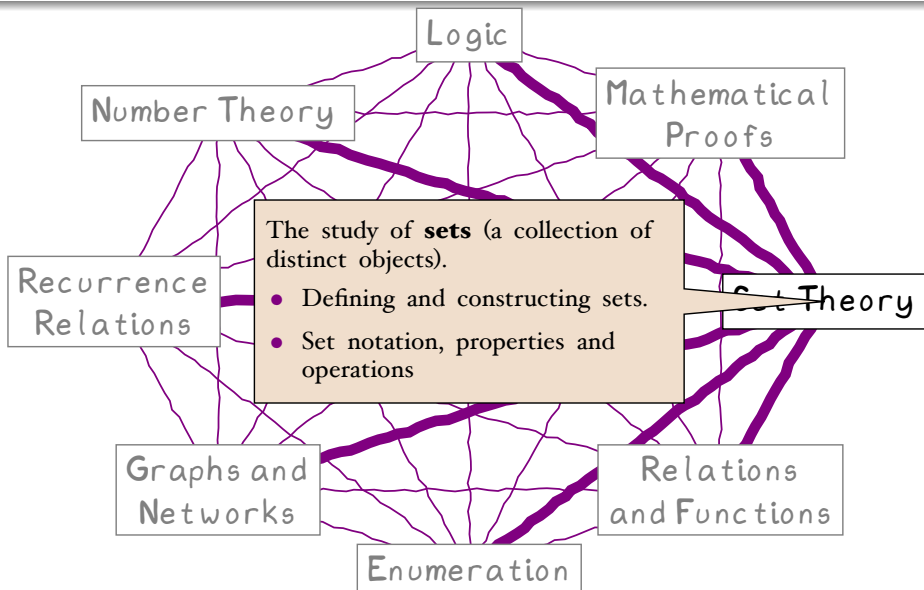 Logic
Mathematical
Proofs
Number Theory
The study of sets (a collection of
distinct objects).
• Defining and constructing sets.
• Set notation, properties and
operations
Recurrence
Relations
Set Theory
Graphs and
Networks
Relations
and Functions
Enumeration